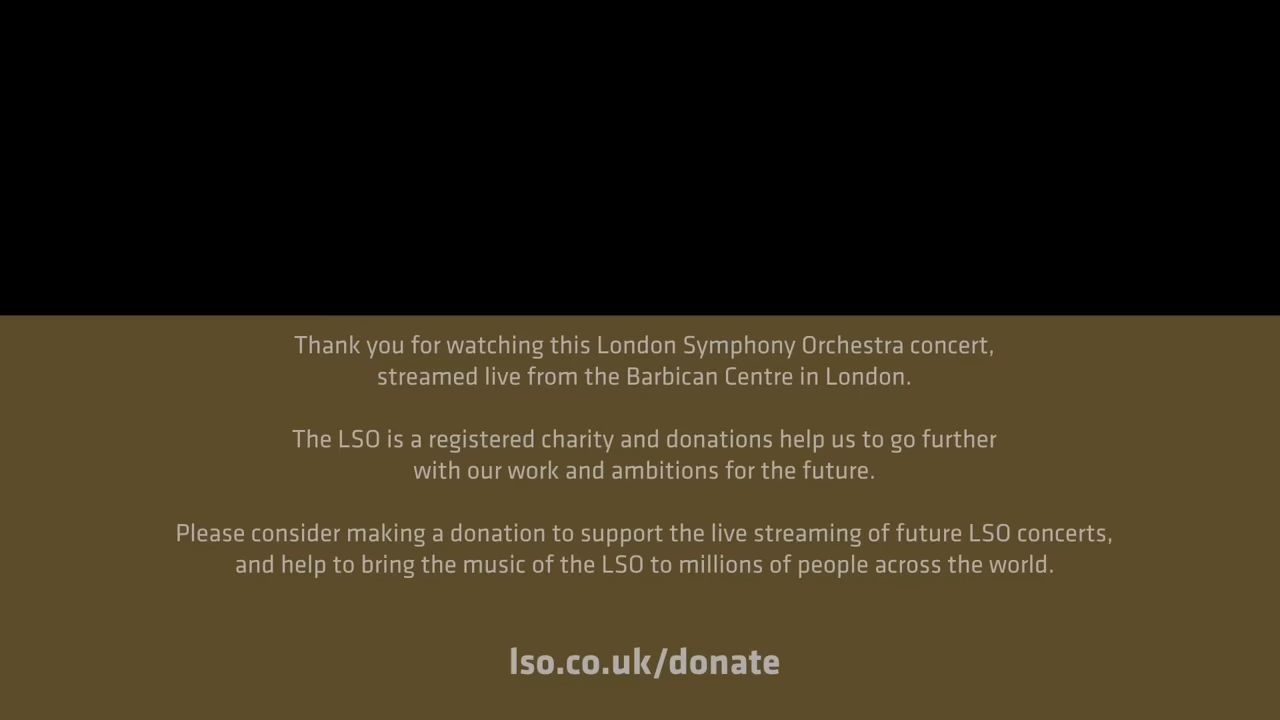 Thank you for watching this London Symphony Orchestra concert,
streamed live from the Barbican Centre in London.
The LSO is a registered charity and donations help us to go further
with our work and ambitions for the future.
Please consider making a donation to support the live streaming of future LSO concerts,
and help to bring the music of the LSO to millions of people across the world.
lso.co.uk/donate